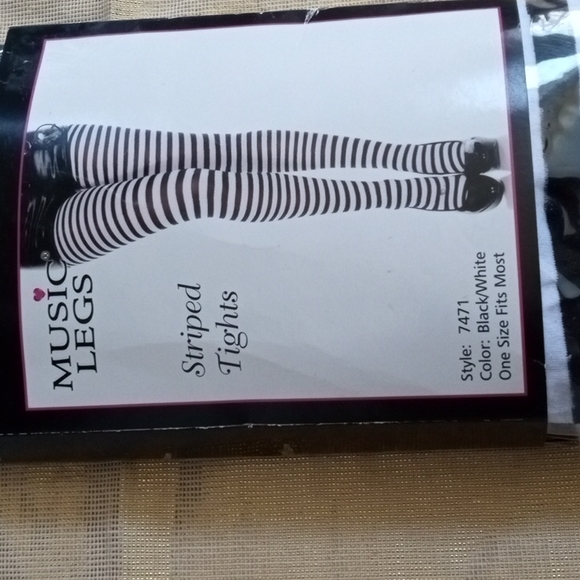 MUSIC®
LEGS
Striped
Tights
Style: 7471
Color: Black/White
One Size Fits Most